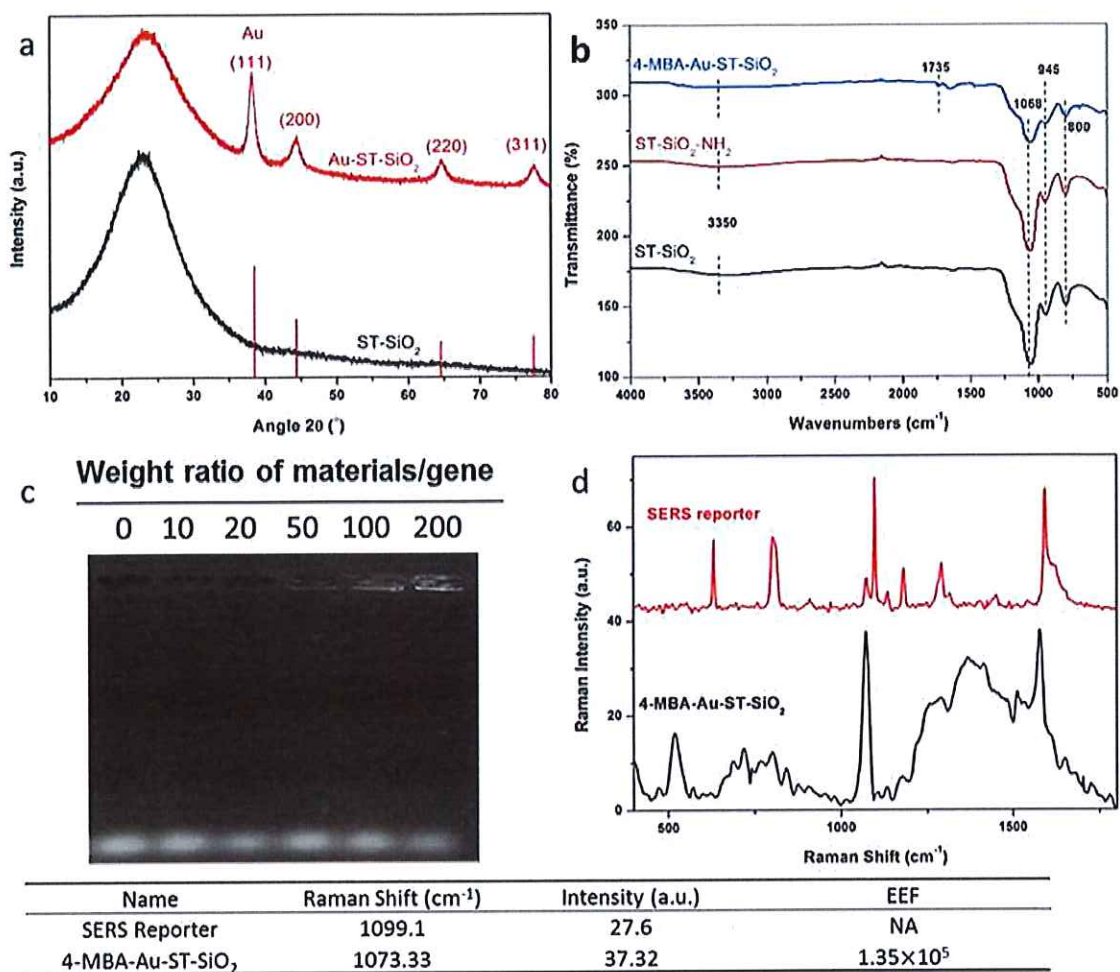 a
Au
(111)
(200)
(220)
(311)
Au-ST-SiO2
ST-SiO2
Intensity (a.u.)
10 20 30 40 50 60 70 80
Anglo 2θ (°)
b
350
300
250
200
150
100
4-MBA-Au-ST-SiO2
1735
945
1068
800
ST-SiO2-NH2
3350
ST-SiO2
Transmittance (%)
4000 3500 3000 2500 2000 1500 1000 500
Wavenumbers (cm-1)
c
Weight ratio of materials/gene
0 10 20 50 100 200
d
SERS reporter
4-MBA-Au-ST-SiO2
60
40
20
0
Raman Intensity (a.u.)
500 1000 1500
Raman Shift (cm-1)
Name Raman Shift (cm-1) Intensity (a.u.) EEF
SERS Reporter 1099.1 27.6 NA
4-MBA-Au-ST-SiO2 1073.33 37.32 1.35×10^5